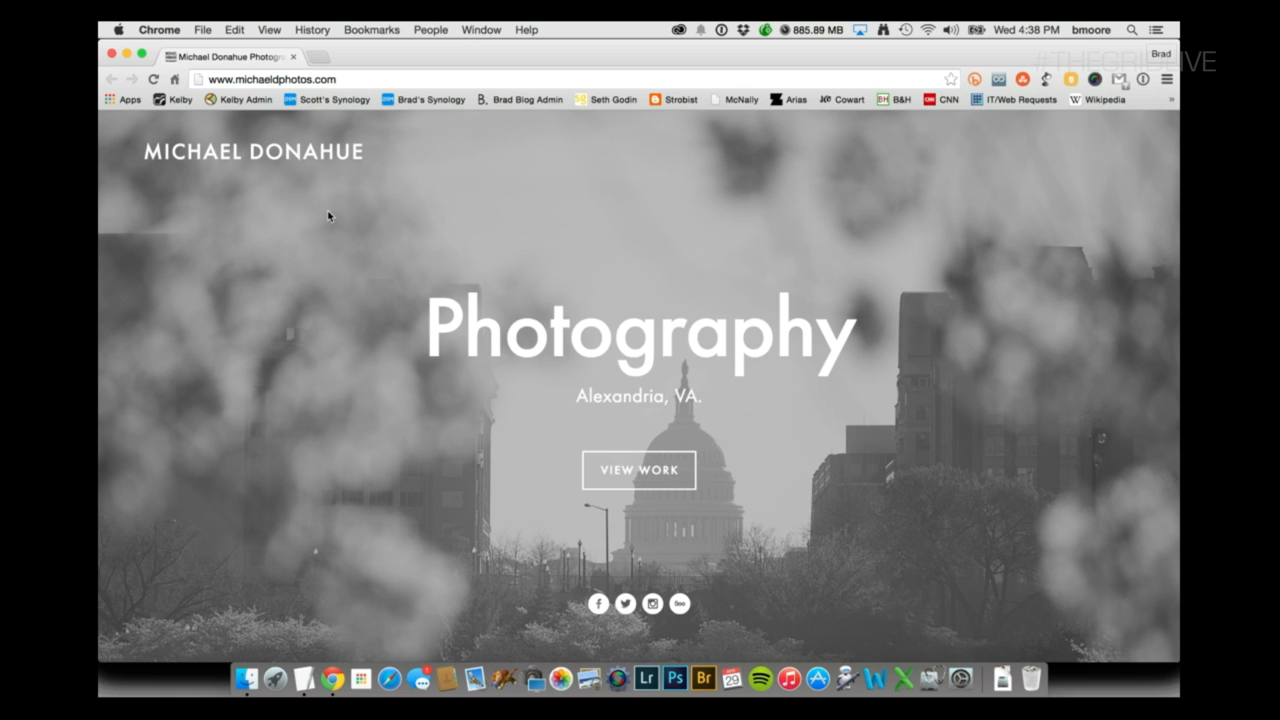 Chrome File Edit View History Bookmarks People Window Help 885.89 MB Wed 4:38 PM bmoore
Michael Donahue Photogr
Brad
#THEGRIDLIVE
www.michaeldphotos.com
Apps Kelby Kelby Admin Scott's Synology Brad's Synology B. Brad Blog Admin Seth Godin Strobist McNally Arias Cowart B&H CNN IT/Web Requests W Wikipedia »
MICHAEL DONAHUE
Photography
Alexandria, VA.
VIEW WORK
Lr Ps Br 29